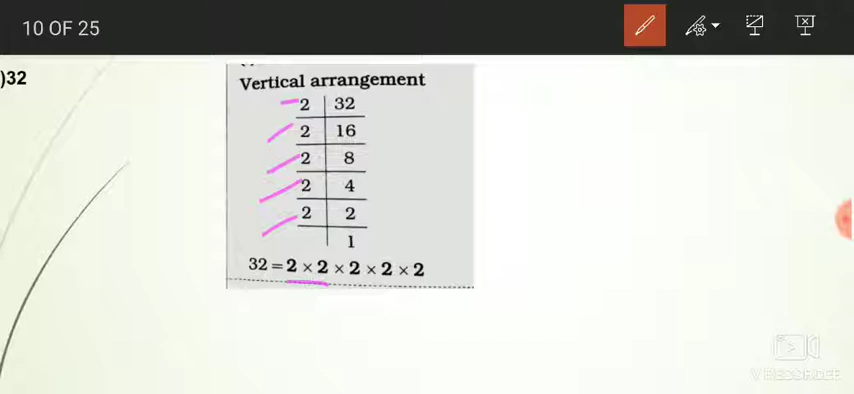 10 OF 25
)32
Vertical arrangement
2 | 32
2 | 16
2 | 8
2 | 4
2 | 2
1
32 = 2 × 2 × 2 × 2 × 2
V RECORDER